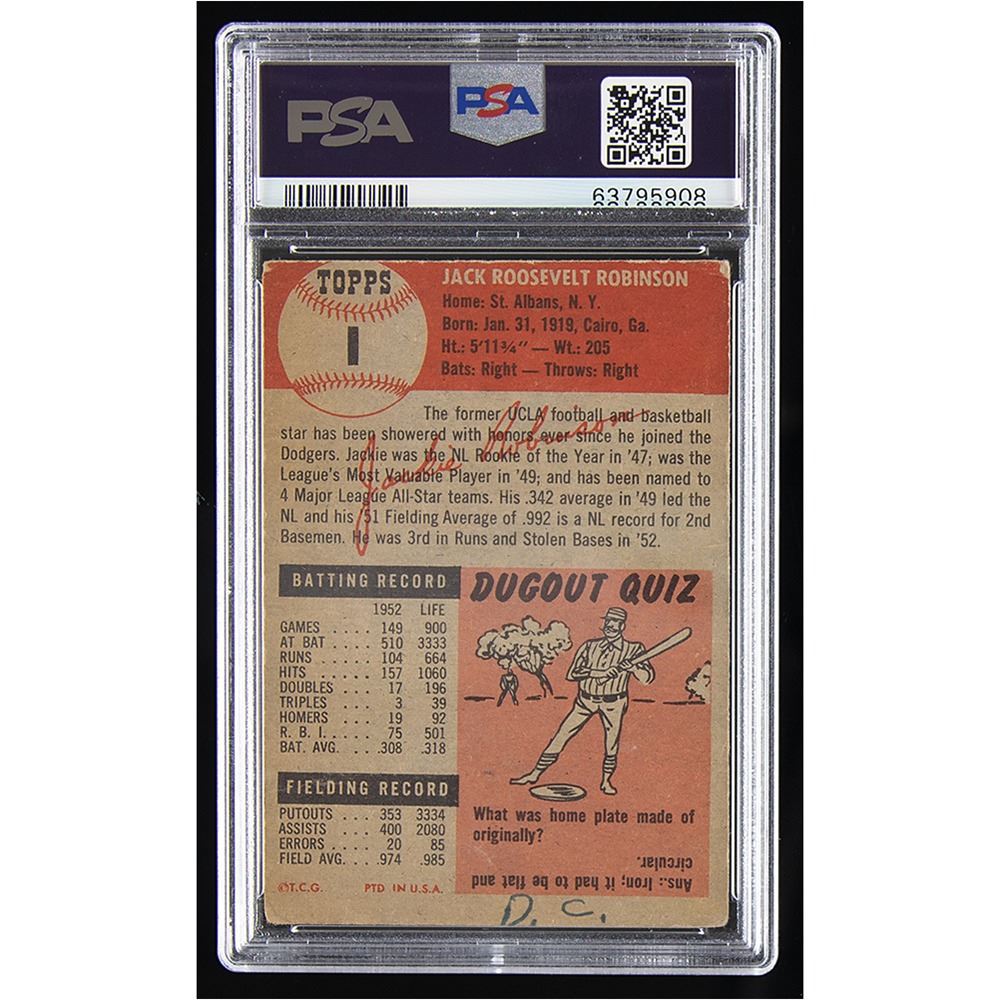 PSA
PSA
63795908
TOPPS
1
JACK ROOSEVELT ROBINSON
Home: St. Albans, N. Y.
Born: Jan. 31, 1919, Cairo, Ga.
Ht.: 5'11¾" — Wt.: 205
Bats: Right — Throws: Right
The former UCLA football and basketball
star has been showered with honors ever since he joined the
Dodgers. Jackie was the NL Rookie of the Year in '47; was the
League's Most Valuable Player in '49; and has been named to
4 Major League All-Star teams. His .342 average in '49 led the
NL and his '51 Fielding Average of .992 is a NL record for 2nd
Basemen. He was 3rd in Runs and Stolen Bases in '52.
Jackie Robinson
BATTING RECORD
1952 LIFE
GAMES .... 149 900
AT BAT .... 510 3333
RUNS ..... 104 664
HITS ...... 157 1060
DOUBLES ... 17 196
TRIPLES ... 3 39
HOMERS ... 19 92
R. B. I. .... 75 501
BAT. AVG. .. .308 .318
FIELDING RECORD
PUTOUTS ... 353 3334
ASSISTS ... 400 2080
ERRORS ... 20 85
FIELD AVG. .. .974 .985
©T.C.G. PTD IN U.S.A.
DUGOUT QUIZ
What was home plate made of
originally?
Ans.: Iron; it had to be flat and
circular.
D. C.